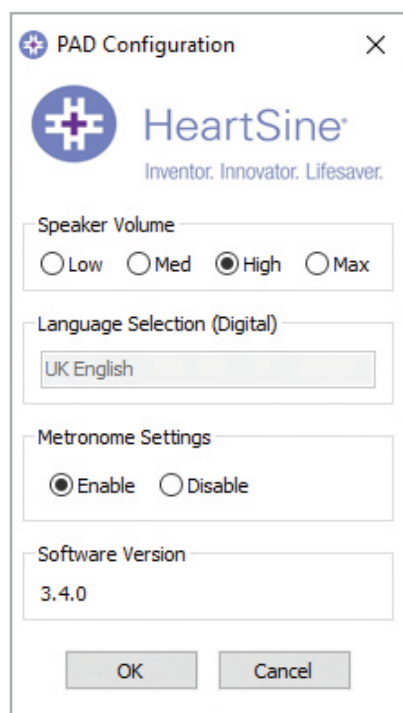 PAD Configuration
HeartSine®
Inventor. Innovator. Lifesaver.
Speaker Volume
Low Med High Max
Language Selection (Digital)
UK English
Metronome Settings
Enable Disable
Software Version
3.4.0
OK Cancel